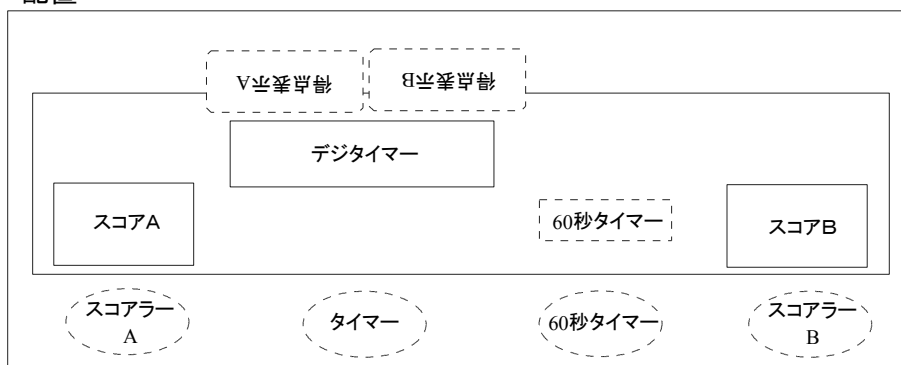 配置
得点表示A
得点表示B
デジタイマー
スコアA
60秒タイマー
スコアB
スコアラー
A
タイマー
60秒タイマー
スコアラー
B